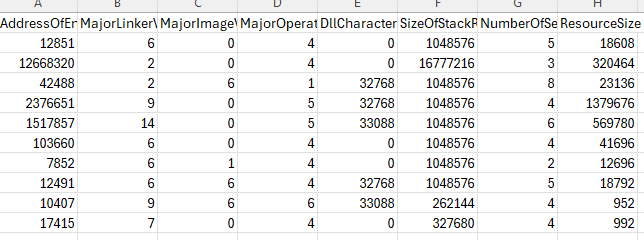 A B C D E F G H
AddressOfEn MajorLinkerV MajorImageV MajorOperat DllCharacter SizeOfStackR NumberOfSe ResourceSize
12851 6 0 4 0 1048576 5 18608
12668320 2 0 4 0 16777216 3 320464
42488 2 6 1 32768 1048576 8 23136
2376651 9 0 5 32768 1048576 4 1379676
1517857 14 0 5 33088 1048576 6 569780
103660 6 0 4 0 1048576 4 41696
7852 6 1 4 0 1048576 2 12696
12491 6 6 4 32768 1048576 5 18792
10407 9 6 6 33088 262144 4 952
17415 7 0 4 0 327680 4 992